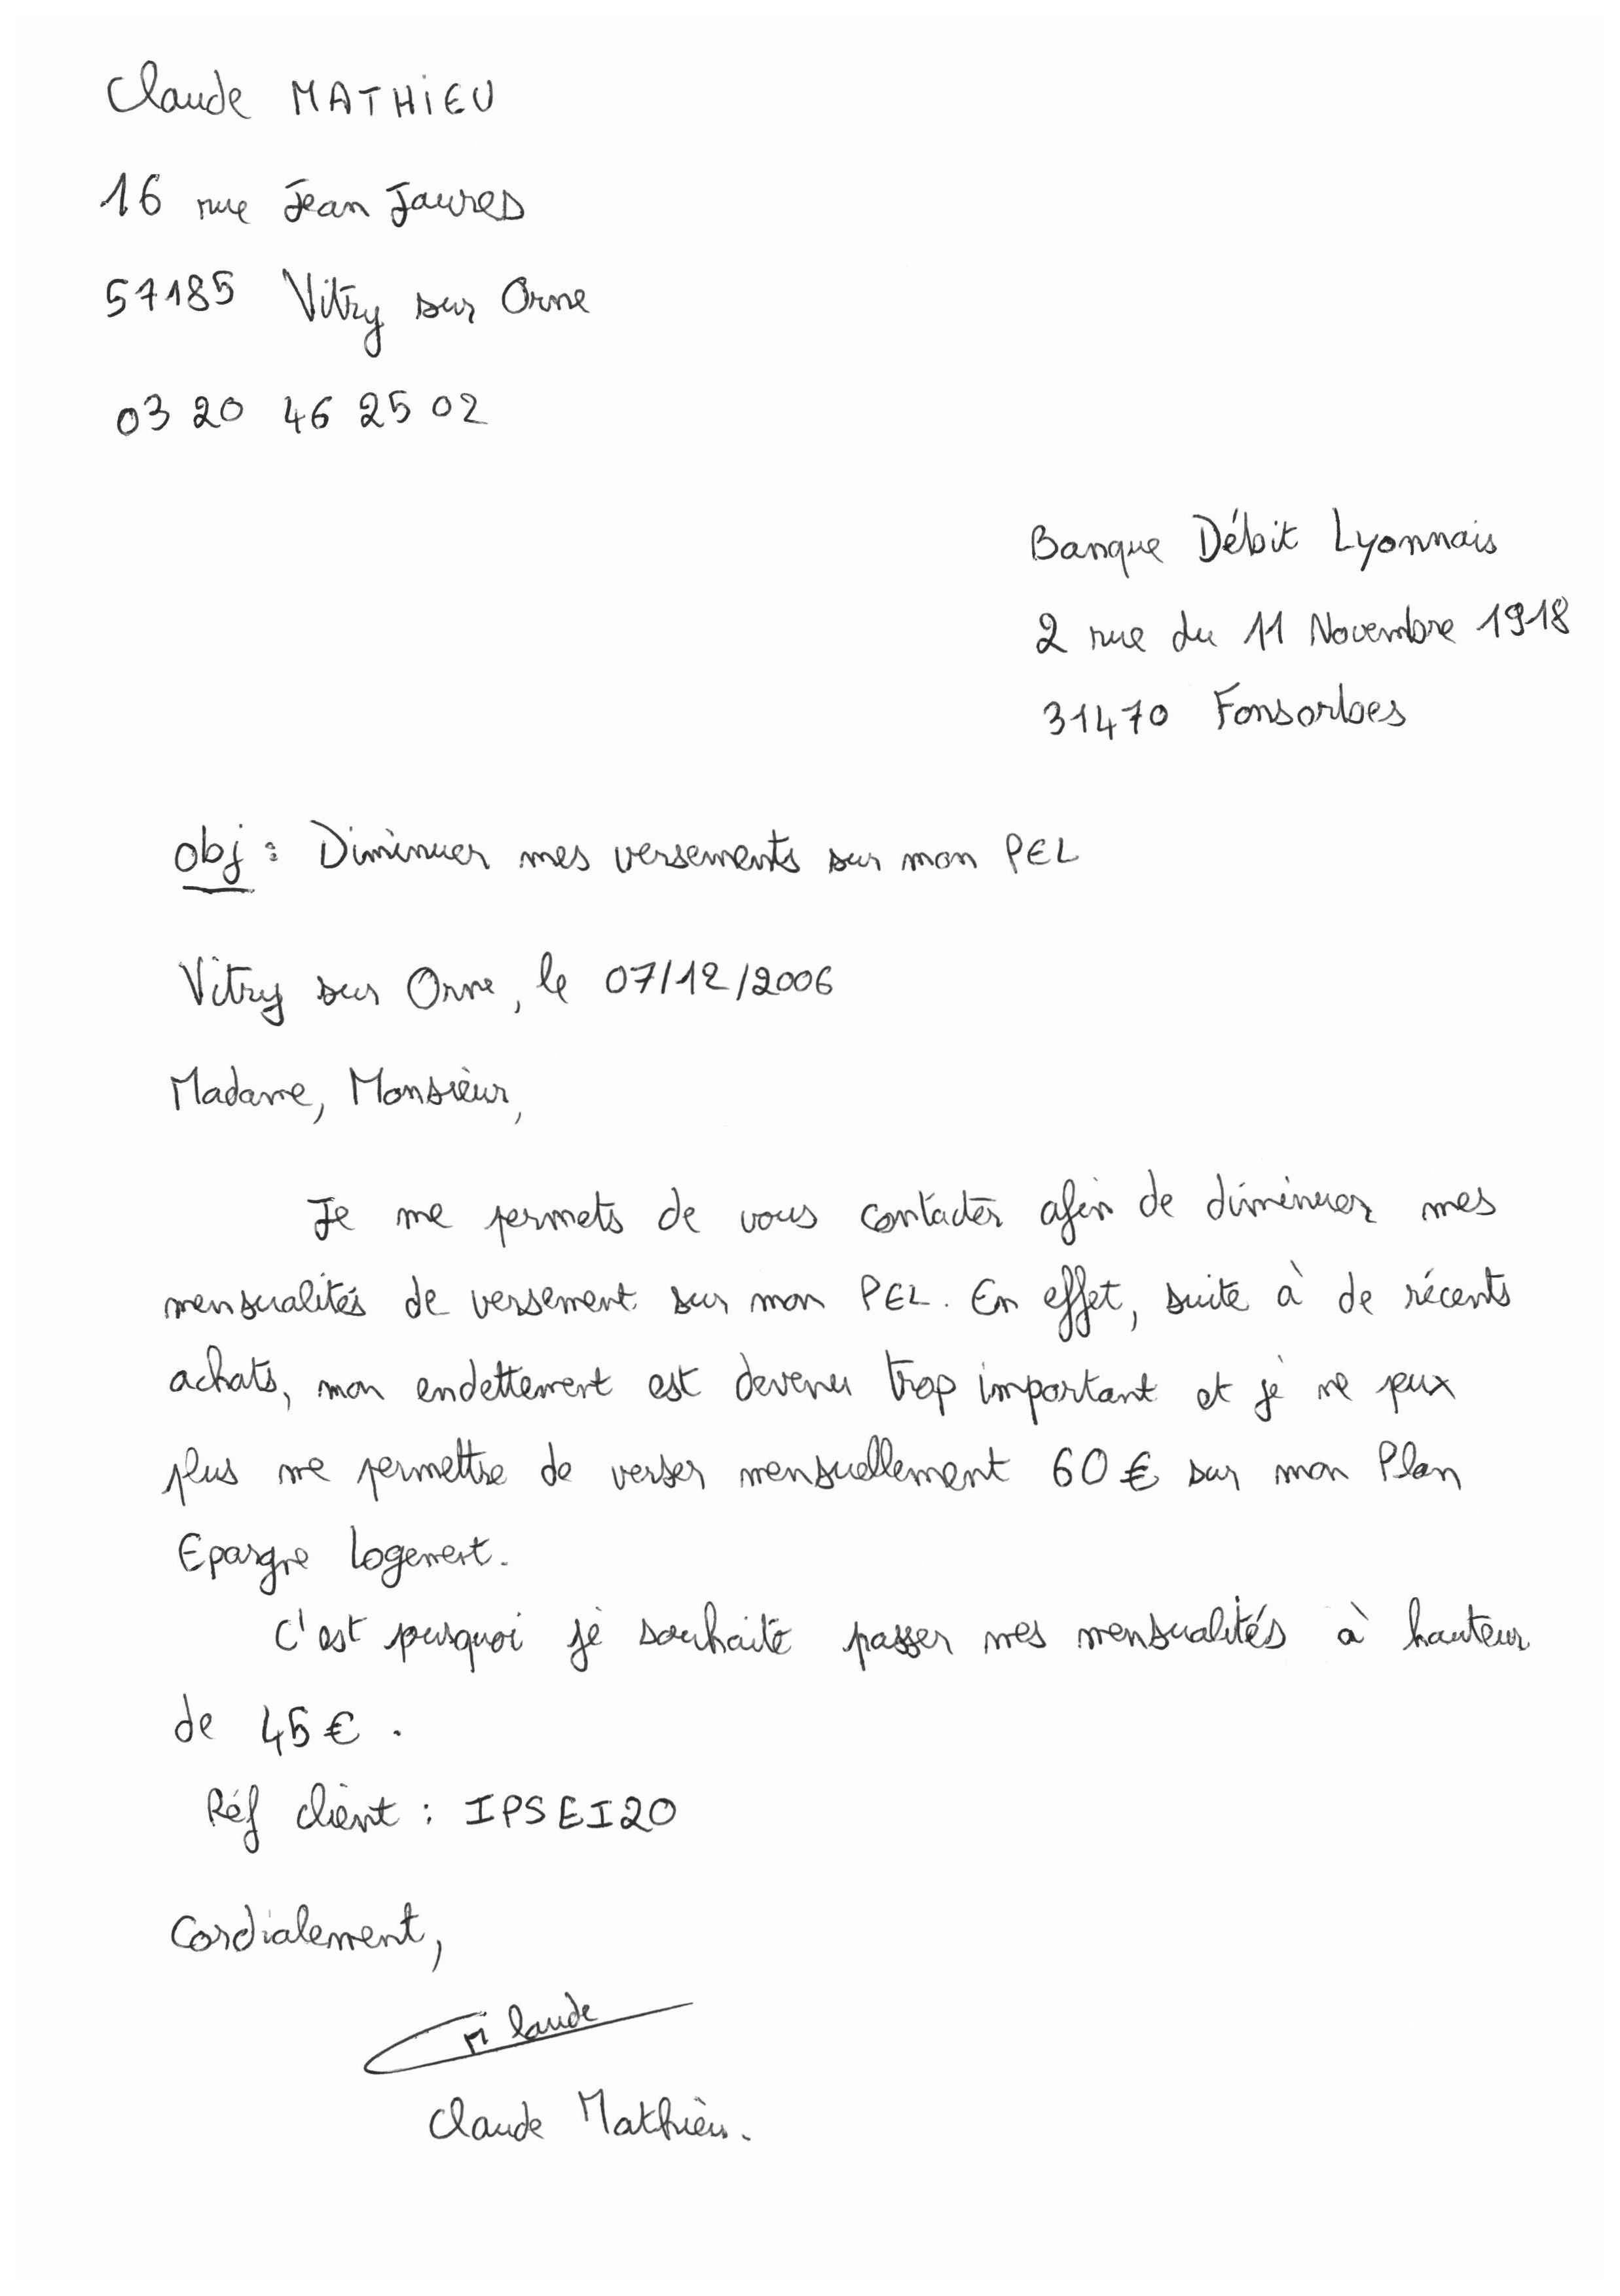 Claude MATHIEU
16 rue Jean Jaures
57185 Vitry sur Orne
03 20 46 25 02
Banque Débit Lyonnais
2 rue du 11 Novembre 1918
31470 Fonsorbes
obj : Diminuer mes versements sur mon PEL
Vitry sur Orne, le 07/12/2006
Madame, Monsieur,
Je me permets de vous contacter afin de diminuer mes
mensualités de versement sur mon PEL. En effet, suite à de récents
achats, mon endettement est devenu trop important et je ne peux
plus me permettre de verser mensuellement 60 € sur mon Plan
Epargne Logement.
C'est pourquoi je souhaite passer mes mensualités à hauteur
de 45 € .
Réf client : IPSEI20
Cordialement,
M Claude
Claude Mathieu.